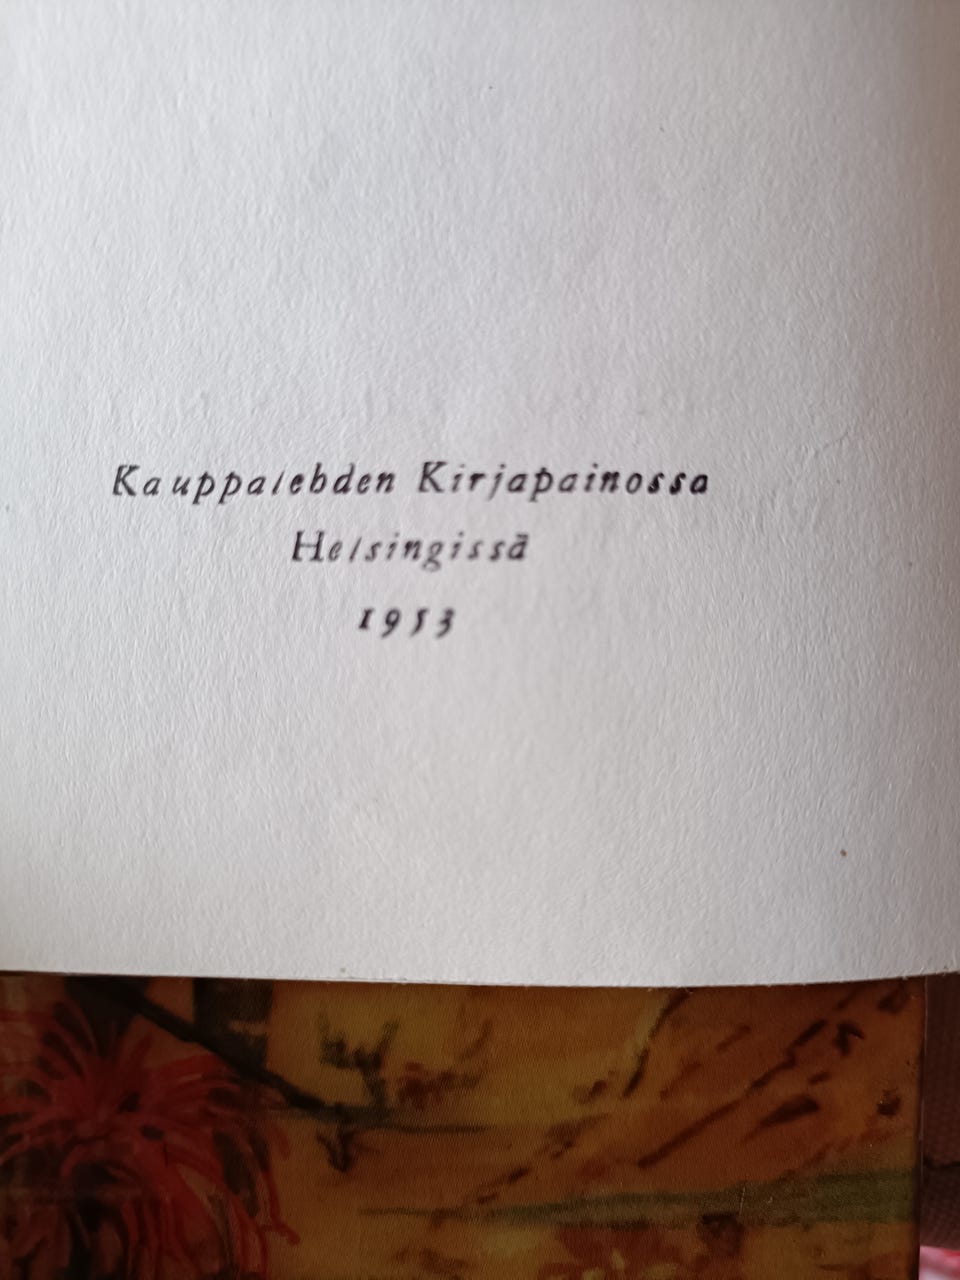 Kauppalehden Kirjapainossa
Helsingissä
1953